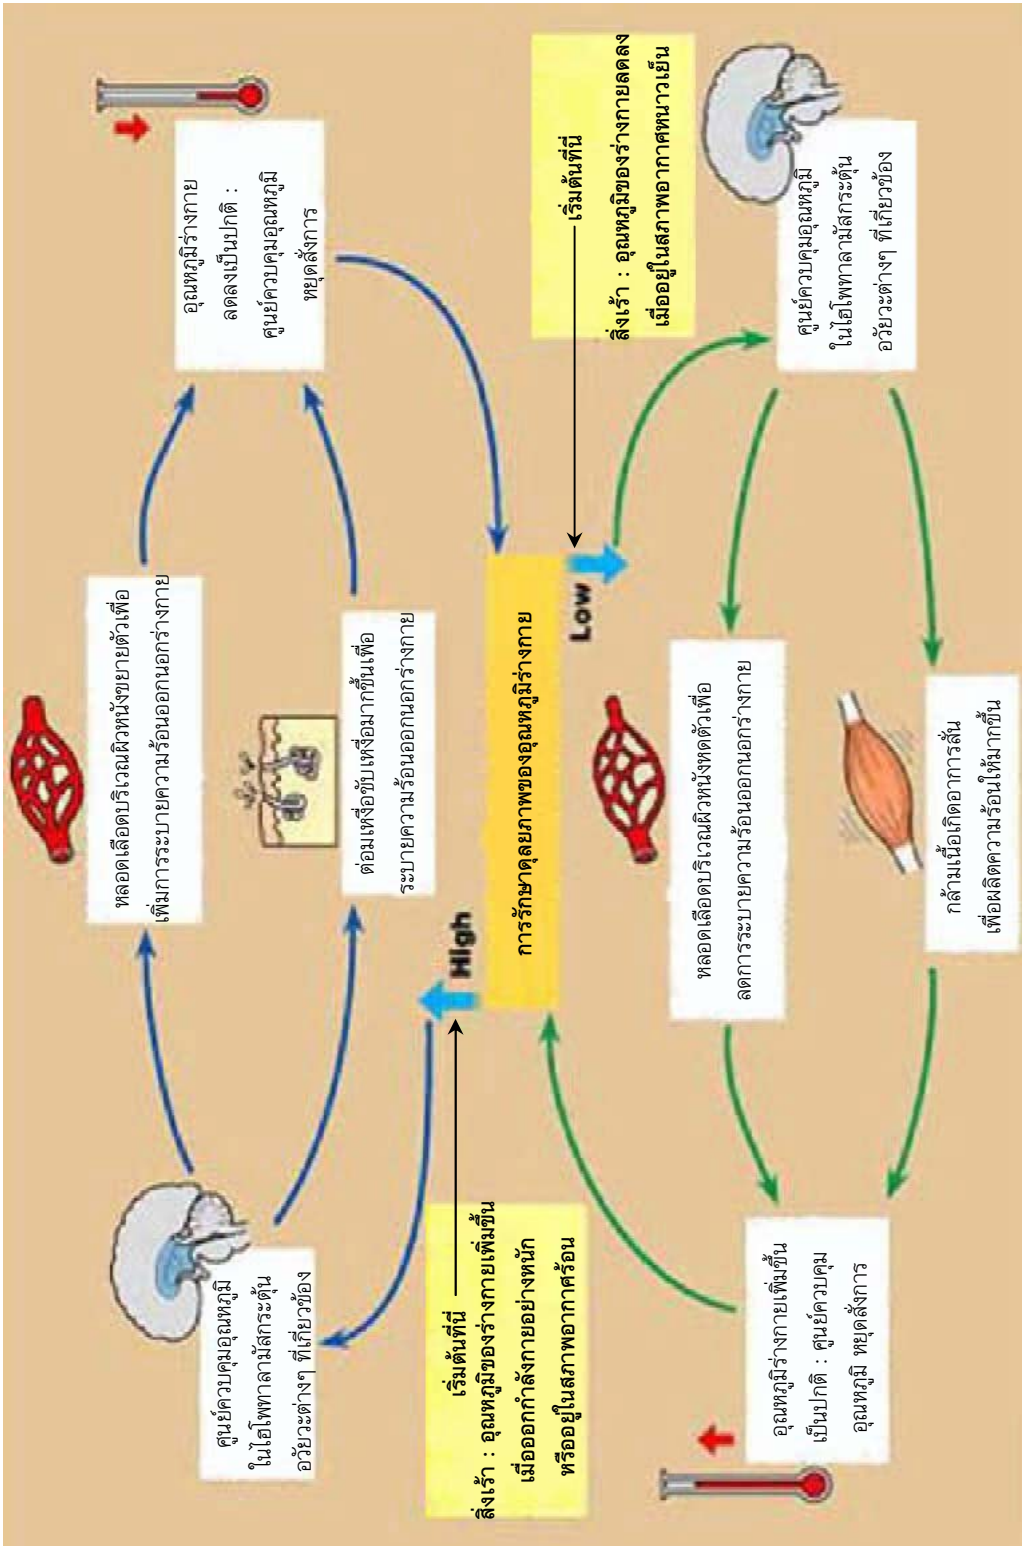 ศูนย์ควบคุมอุณหภูมิ
ในไฮโพทาลามัสกระตุ้น
อวัยวะต่างๆ ที่เกี่ยวข้อง
หลอดเลือดบริเวณผิวหนังขยายตัวเพื่อ
เพิ่มการระบายความร้อนออกนอกร่างกาย
ต่อมเหงื่อขับเหงื่อมากขึ้นเพื่อ
ระบายความร้อนออกนอกร่างกาย
อุณหภูมิร่างกาย
ลดลงเป็นปกติ :
ศูนย์ควบคุมอุณหภูมิ
หยุดสั่งการ
เริ่มต้นที่นี่
สิ่งเร้า : อุณหภูมิของร่างกายเพิ่มขึ้น
เมื่อออกกำลังกายอย่างหนัก
หรืออยู่ในสภาพอากาศร้อน
High
การรักษาดุลยภาพของอุณหภูมิร่างกาย
Low
เริ่มต้นที่นี่
สิ่งเร้า : อุณหภูมิของร่างกายลดลง
เมื่ออยู่ในสภาพอากาศหนาวเย็น
อุณหภูมิร่างกายเพิ่มขึ้น
เป็นปกติ : ศูนย์ควบคุม
อุณหภูมิ หยุดสั่งการ
หลอดเลือดบริเวณผิวหนังหดตัวเพื่อ
ลดการระบายความร้อนออกนอกร่างกาย
กล้ามเนื้อเกิดอาการสั่น
เพื่อผลิตความร้อนให้มากขึ้น
ศูนย์ควบคุมอุณหภูมิ
ในไฮโพทาลามัสกระตุ้น
อวัยวะต่างๆ ที่เกี่ยวข้อง